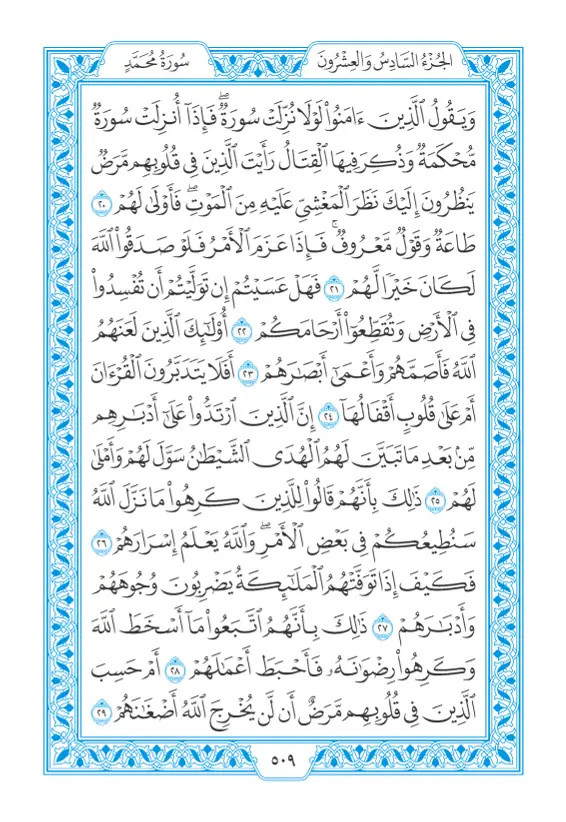 الجُزْءُ السَّادِسُ وَالعِشْرُونَ
سُورَةُ مُحَمَّدٍ
وَيَقُولُ ٱلَّذِينَ ءَامَنُوا۟ لَوْلَا نُزِّلَتْ سُورَةٌۖ فَإِذَآ أُنزِلَتْ سُورَةٌ
مُّحْكَمَةٌ وَذُكِرَ فِيهَا ٱلْقِتَالُ رَأَيْتَ ٱلَّذِينَ فِى قُلُوبِهِم مَّرَضٌ
يَنظُرُونَ إِلَيْكَ نَظَرَ ٱلْمَغْشِىِّ عَلَيْهِ مِنَ ٱلْمَوْتِۖ فَأَوْلَىٰ لَهُمْ ٢٠
طَاعَةٌ وَقَوْلٌ مَّعْرُوفٌۚ فَإِذَا عَزَمَ ٱلْأَمْرُ فَلَوْ صَدَقُوا۟ ٱللَّهَ
لَكَانَ خَيْرًا لَّهُمْ ٢١ فَهَلْ عَسَيْتُمْ إِن تَوَلَّيْتُمْ أَن تُفْسِدُوا۟
فِى ٱلْأَرْضِ وَتُقَطِّعُوٓا۟ أَرْحَامَكُمْ ٢٢ أُو۟لَٰٓئِكَ ٱلَّذِينَ لَعَنَهُمُ
ٱللَّهُ فَأَصَمَّهُمْ وَأَعْمَىٰٓ أَبْصَٰرَهُمْ ٢٣ أَفَلَا يَتَدَبَّرُونَ ٱلْقُرْءَانَ
أَمْ عَلَىٰ قُلُوبٍ أَقْفَالُهَآ ٢٤ إِنَّ ٱلَّذِينَ ٱرْتَدُّوا۟ عَلَىٰٓ أَدْبَٰرِهِم
مِّنۢ بَعْدِ مَا تَبَيَّنَ لَهُمُ ٱلْهُدَى ٱلشَّيْطَٰنُ سَوَّلَ لَهُمْ وَأَمْلَىٰ
لَهُمْ ٢٥ ذَٰلِكَ بِأَنَّهُمْ قَالُوا۟ لِلَّذِينَ كَرِهُوا۟ مَا نَزَّلَ ٱللَّهُ
سَنُطِيعُكُمْ فِى بَعْضِ ٱلْأَمْرِۖ وَٱللَّهُ يَعْلَمُ إِسْرَارَهُمْ ٢٦
فَكَيْفَ إِذَا تَوَفَّتْهُمُ ٱلْمَلَٰٓئِكَةُ يَضْرِبُونَ وُجُوهَهُمْ
وَأَدْبَٰرَهُمْ ٢٧ ذَٰلِكَ بِأَنَّهُمُ ٱتَّبَعُوا۟ مَآ أَسْخَطَ ٱللَّهَ
وَكَرِهُوا۟ رِضْوَٰنَهُۥ فَأَحْبَطَ أَعْمَٰلَهُمْ ٢٨ أَمْ حَسِبَ
ٱلَّذِينَ فِى قُلُوبِهِم مَّرَضٌ أَن لَّن يُخْرِجَ ٱللَّهُ أَضْغَٰنَهُمْ ٢٩
٥٠٩